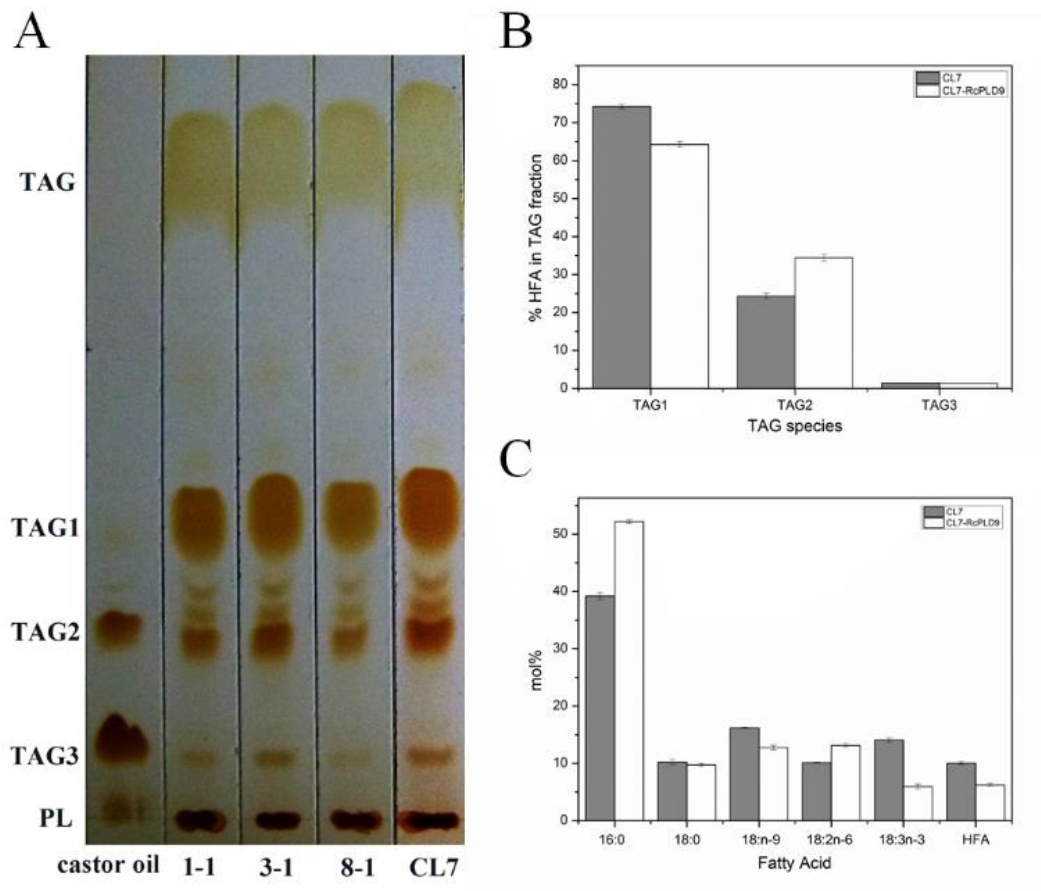 A
TAG
TAG1
TAG2
TAG3
PL
castor oil 1-1 3-1 8-1 CL7
B
80
70
60
50
40
30
20
10
0
% HFA in TAG fraction
CL7
CL7-RcPLD9
TAG1 TAG2 TAG3
TAG species
C
50
40
30
20
10
0
mol%
CL7
CL7-RcPLD9
16:0 18:0 18:n-9 18:2n-6 18:3n-3 HFA
Fatty Acid